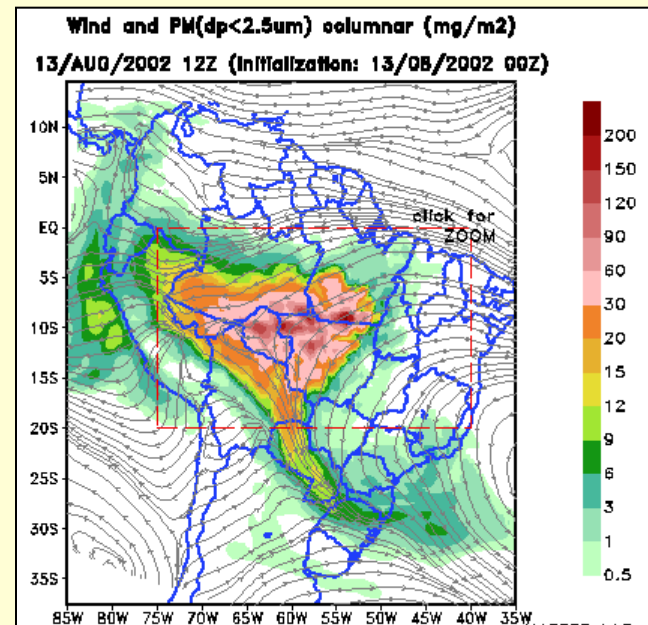 Wind and PM(dp<2.5um) columnar (mg/m2)
13/AUG/2002 12Z (Initialization: 13/08/2002 00Z)
10N
5N
EQ
5S
10S
15S
20S
25S
30S
35S
click for
ZOOM
200
150
120
90
60
30
20
15
12
9
6
3
1
0.5
85W 80W 75W 70W 65W 60W 55W 50W 45W 40W 35W